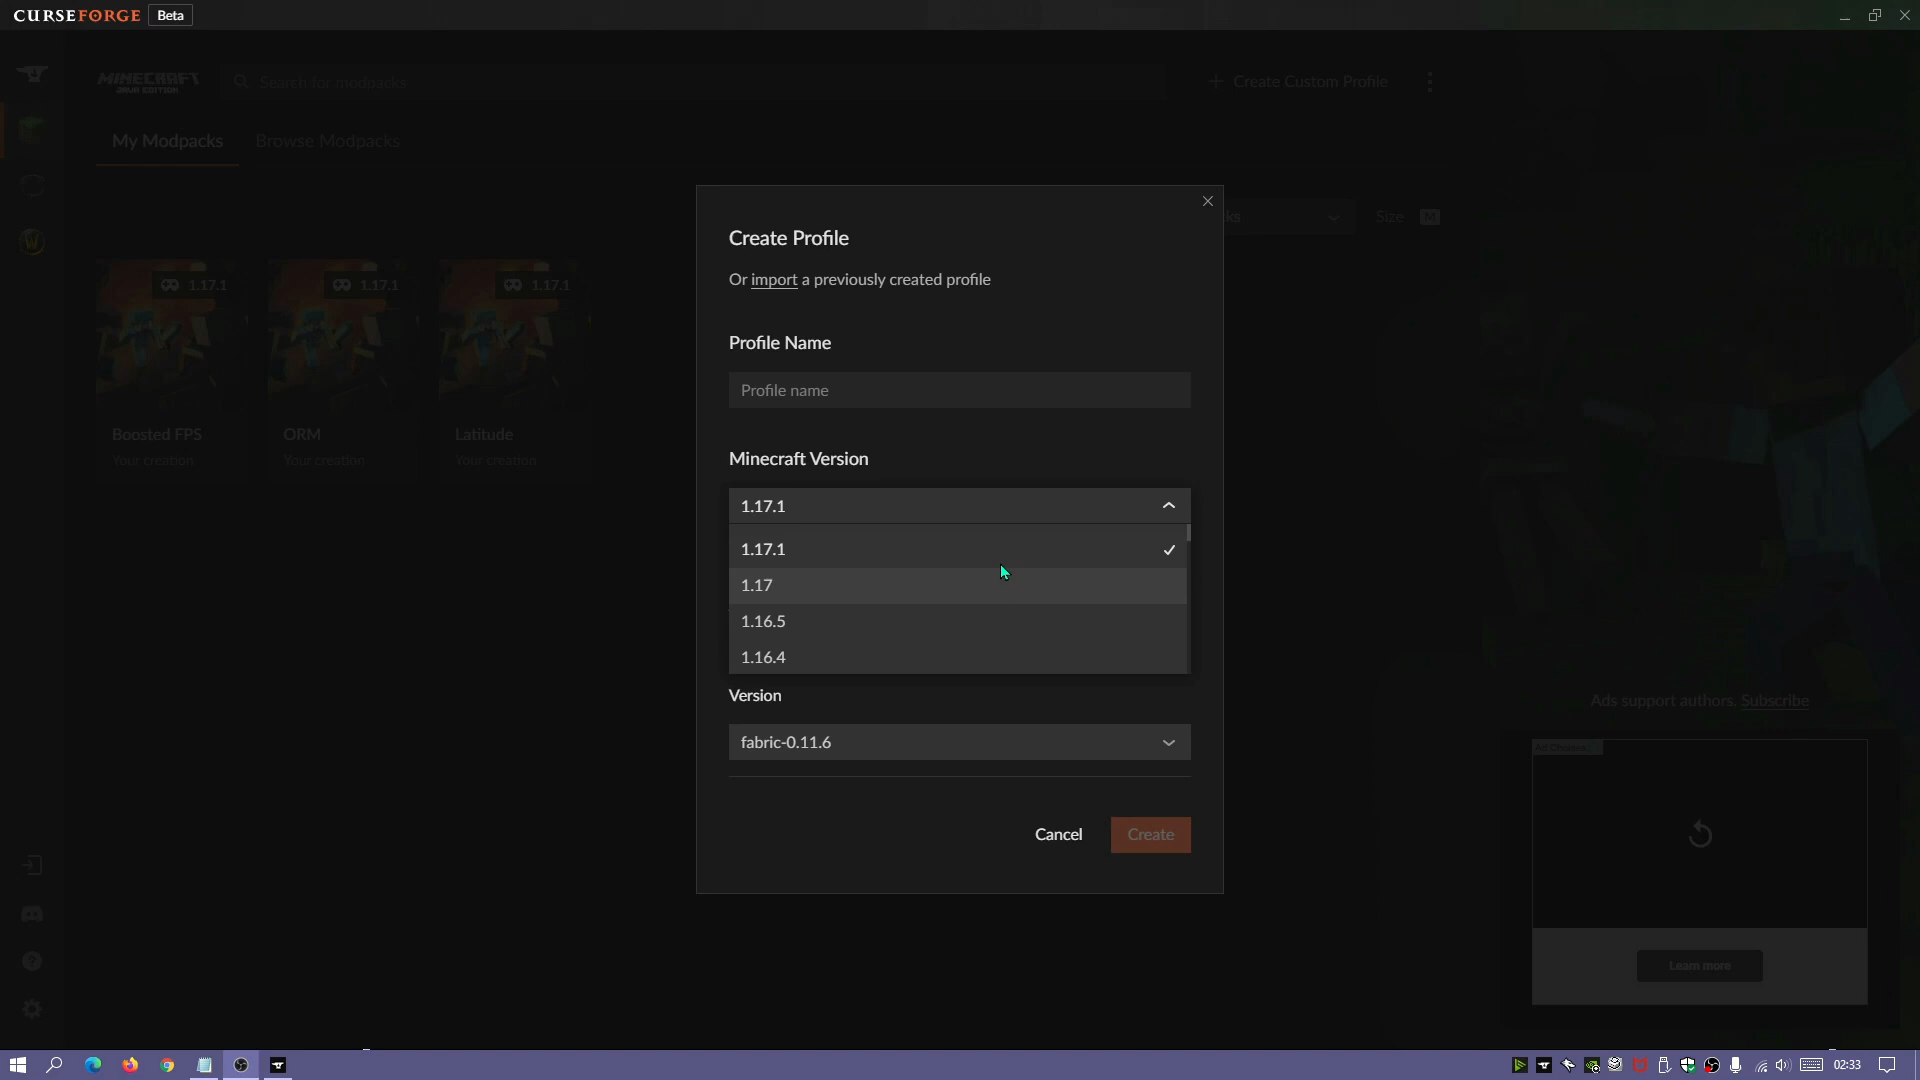 CURSEFORGE Beta
MINECRAFT
JAVA EDITION
Search for modpacks
Create Custom Profile
My Modpacks Browse Modpacks
Size M
1.17.1
1.17.1
1.17.1
Boosted FPS
Your creation
ORM
Your creation
Latitude
Your creation
Create Profile
Or import a previously created profile
Profile Name
Profile name
Minecraft Version
1.17.1
1.17.1
1.17
1.16.5
1.16.4
Version
fabric-0.11.6
Cancel Create
Ads support authors. Subscribe
Learn more
02:33